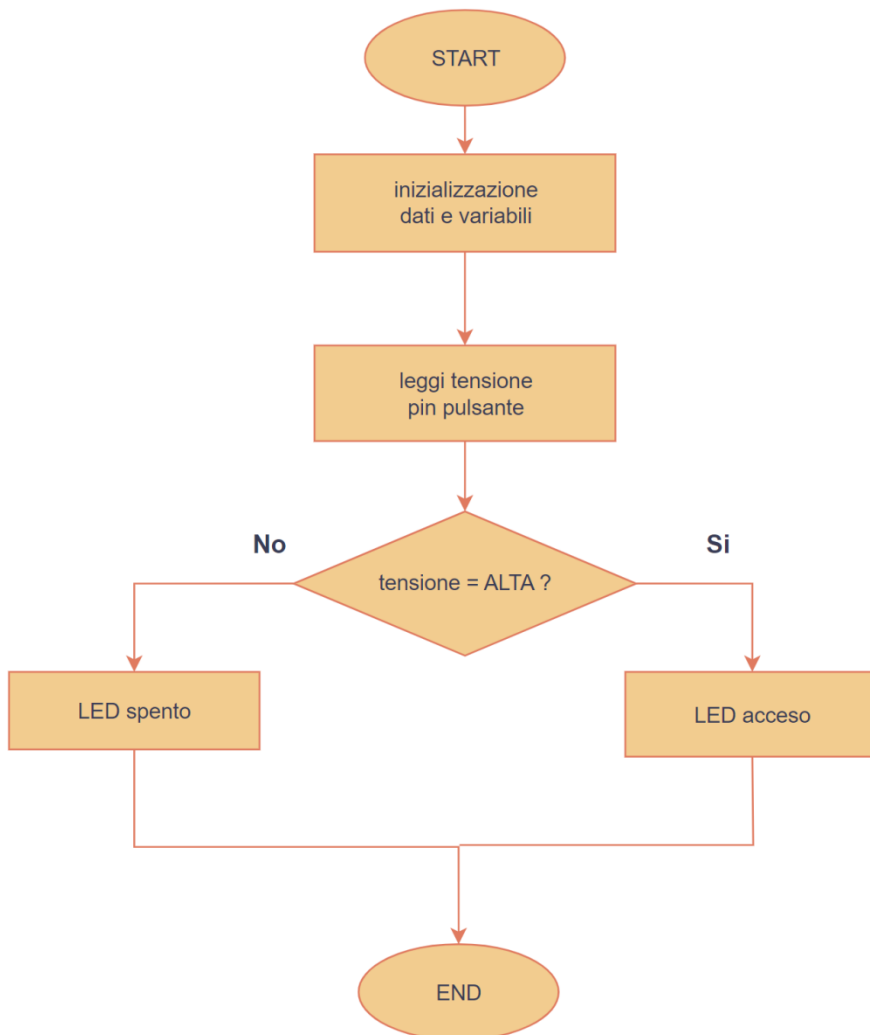 START
inizializzazione
dati e variabili
leggi tensione
pin pulsante
No
Si
tensione = ALTA ?
LED spento
LED acceso
END